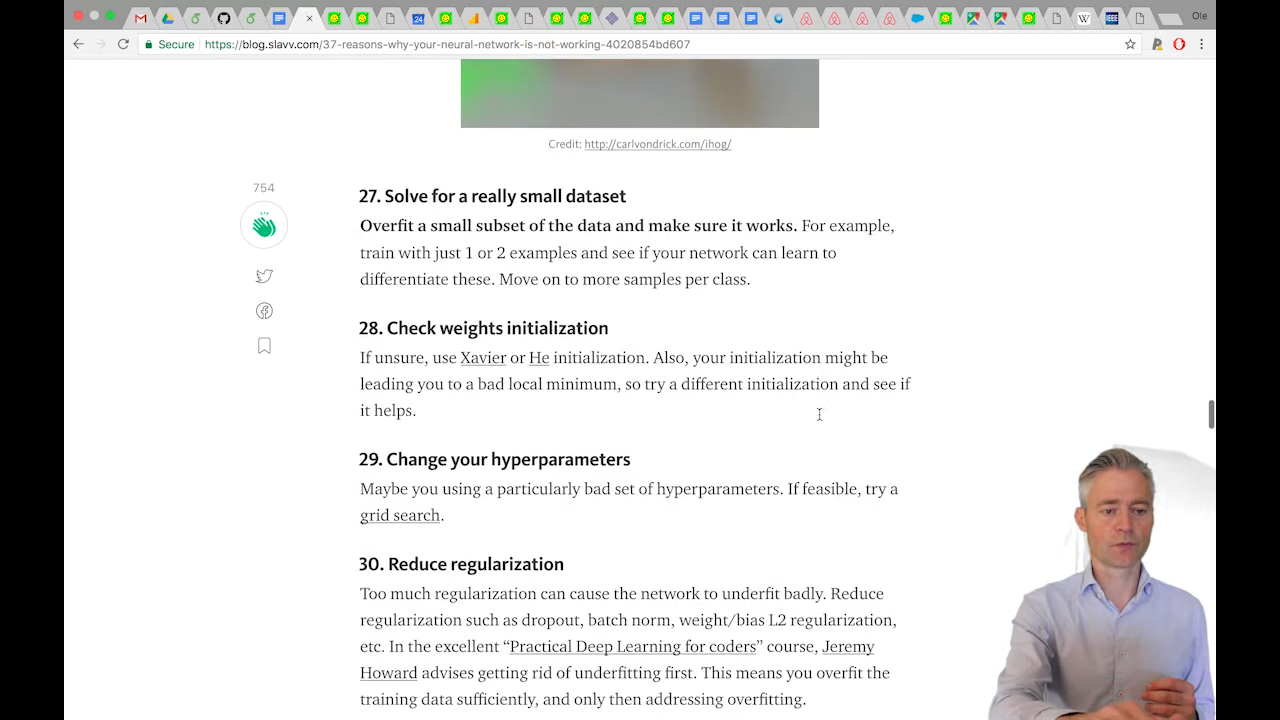 Ole
Secure
https://blog.slavv.com/37-reasons-why-your-neural-network-is-not-working-4020854bd607
24
W
IEEE
Credit: http://carlvondrick.com/ihog/
754
27. Solve for a really small dataset
Overfit a small subset of the data and make sure it works. For example,
train with just 1 or 2 examples and see if your network can learn to
differentiate these. Move on to more samples per class.
28. Check weights initialization
If unsure, use Xavier or He initialization. Also, your initialization might be
leading you to a bad local minimum, so try a different initialization and see if
it helps.
29. Change your hyperparameters
Maybe you using a particularly bad set of hyperparameters. If feasible, try a
grid search.
30. Reduce regularization
Too much regularization can cause the network to underfit badly. Reduce
regularization such as dropout, batch norm, weight/bias L2 regularization,
etc. In the excellent “Practical Deep Learning for coders” course, Jeremy
Howard advises getting rid of underfitting first. This means you overfit the
training data sufficiently, and only then addressing overfitting.